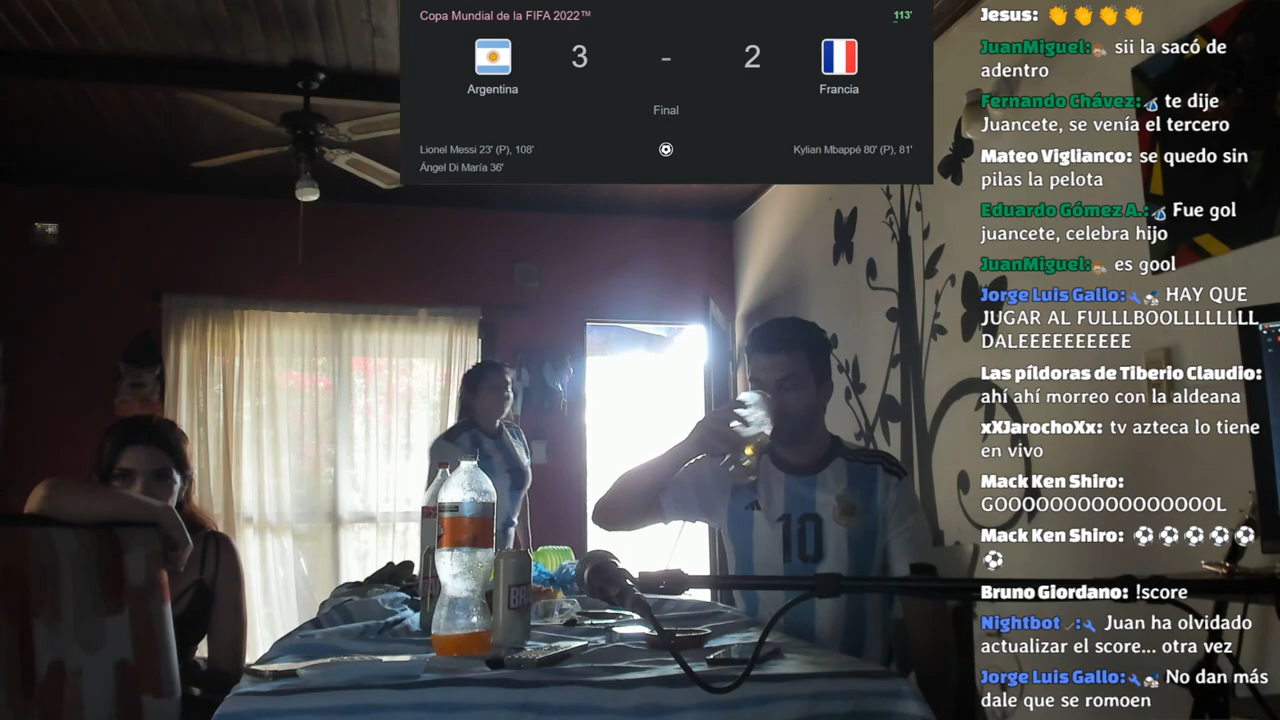 Copa Mundial de la FIFA 2022™
113'
3 - 2
Argentina
Francia
Final
Lionel Messi 23' (P), 108'
Ángel Di María 36'
Kylian Mbappé 80' (P), 81'
10
BR
Jesus: 👏👏👏👏
JuanMiguel: sii la sacó de
adentro
Fernando Chávez: te dije
Juancete, se venía el tercero
Mateo Viglianco: se quedo sin
pilas la pelota
Eduardo Gómez A.: Fue gol
juancete, celebra hijo
JuanMiguel: es gool
Jorge Luis Gallo: HAY QUE
JUGAR AL FULLLBOOLLLLLLLL
DALEEEEEEEEEE
Las píldoras de Tiberio Claudio:
ahí ahí morreo con la aldeana
xXJarochoXx: tv azteca lo tiene
en vivo
Mack Ken Shiro:
GOOOOOOOOOOOOOOOOL
Mack Ken Shiro: ⚽⚽⚽⚽⚽
⚽
Bruno Giordano: !score
Nightbot ✓: Juan ha olvidado
actualizar el score... otra vez
Jorge Luis Gallo: No dan más
dale que se romoen